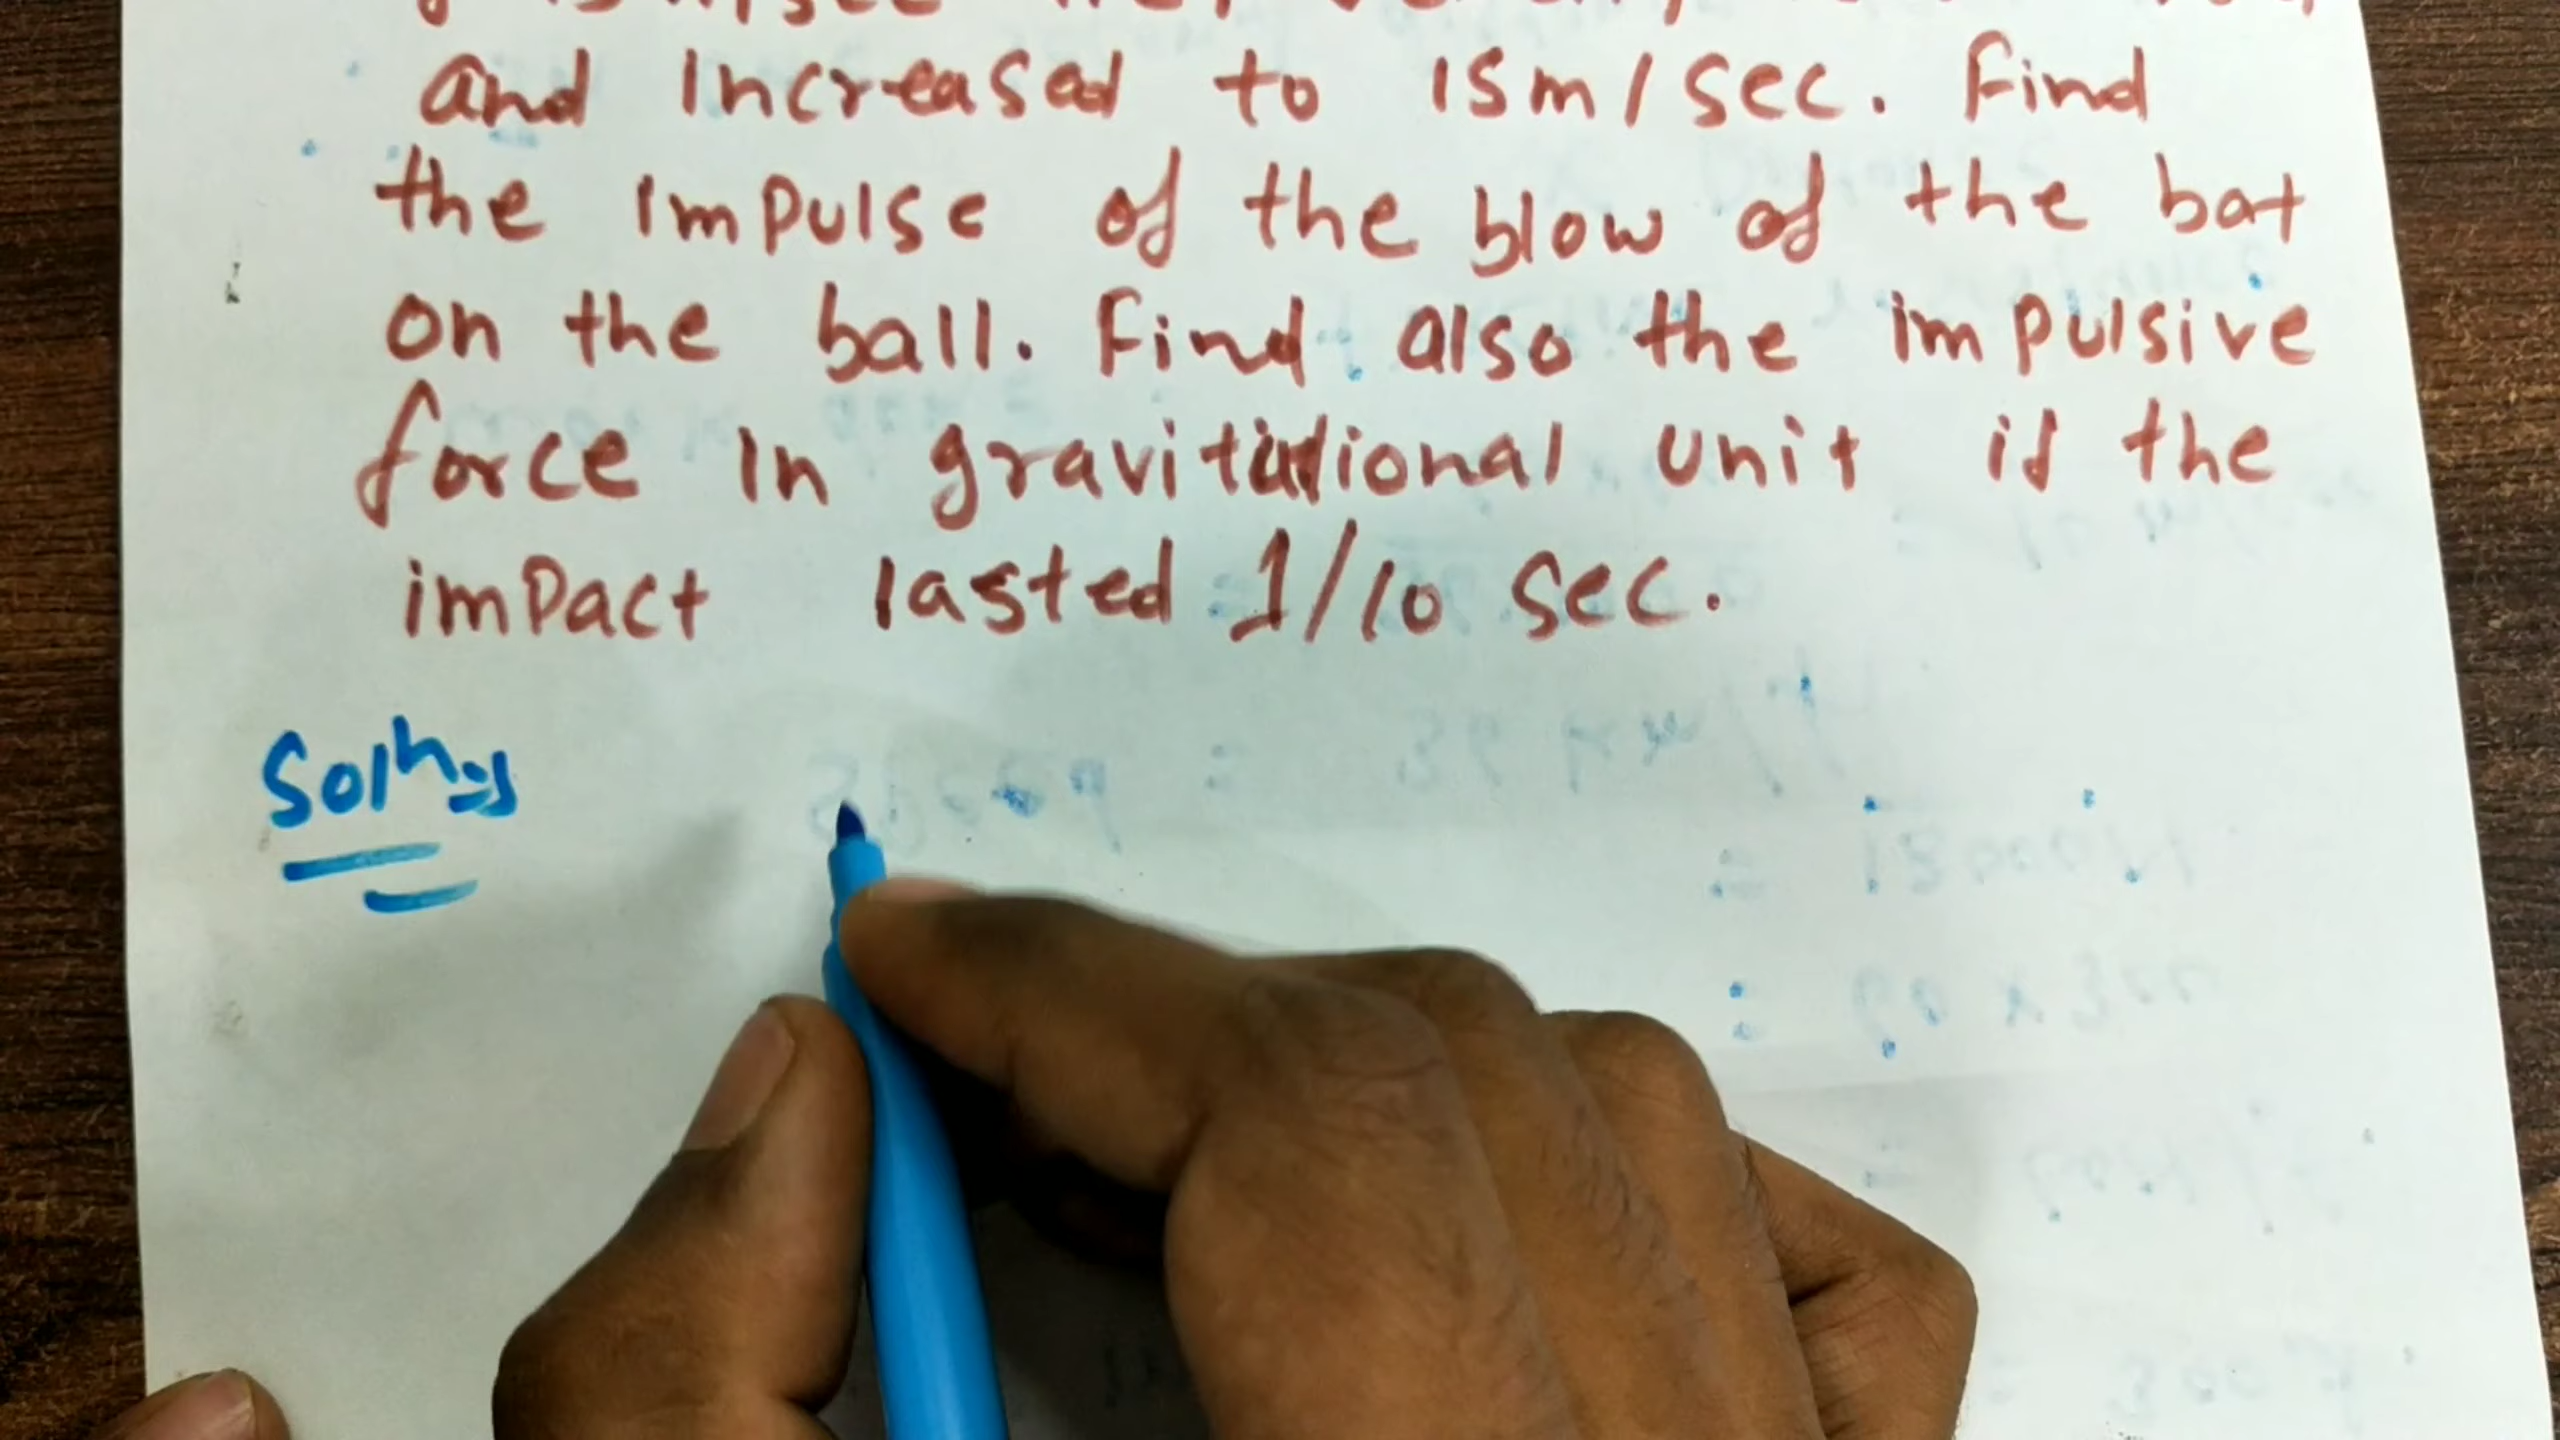 and increased to 15m/sec. Find
the impulse of the blow of the bat
on the ball. Find also the impulsive
force in gravitational unit if the
impact lasted 1/10 sec.
Soln